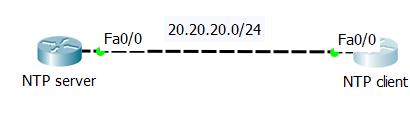 20.20.20.0/24
Fa0/0
Fa0/0
NTP server
NTP client